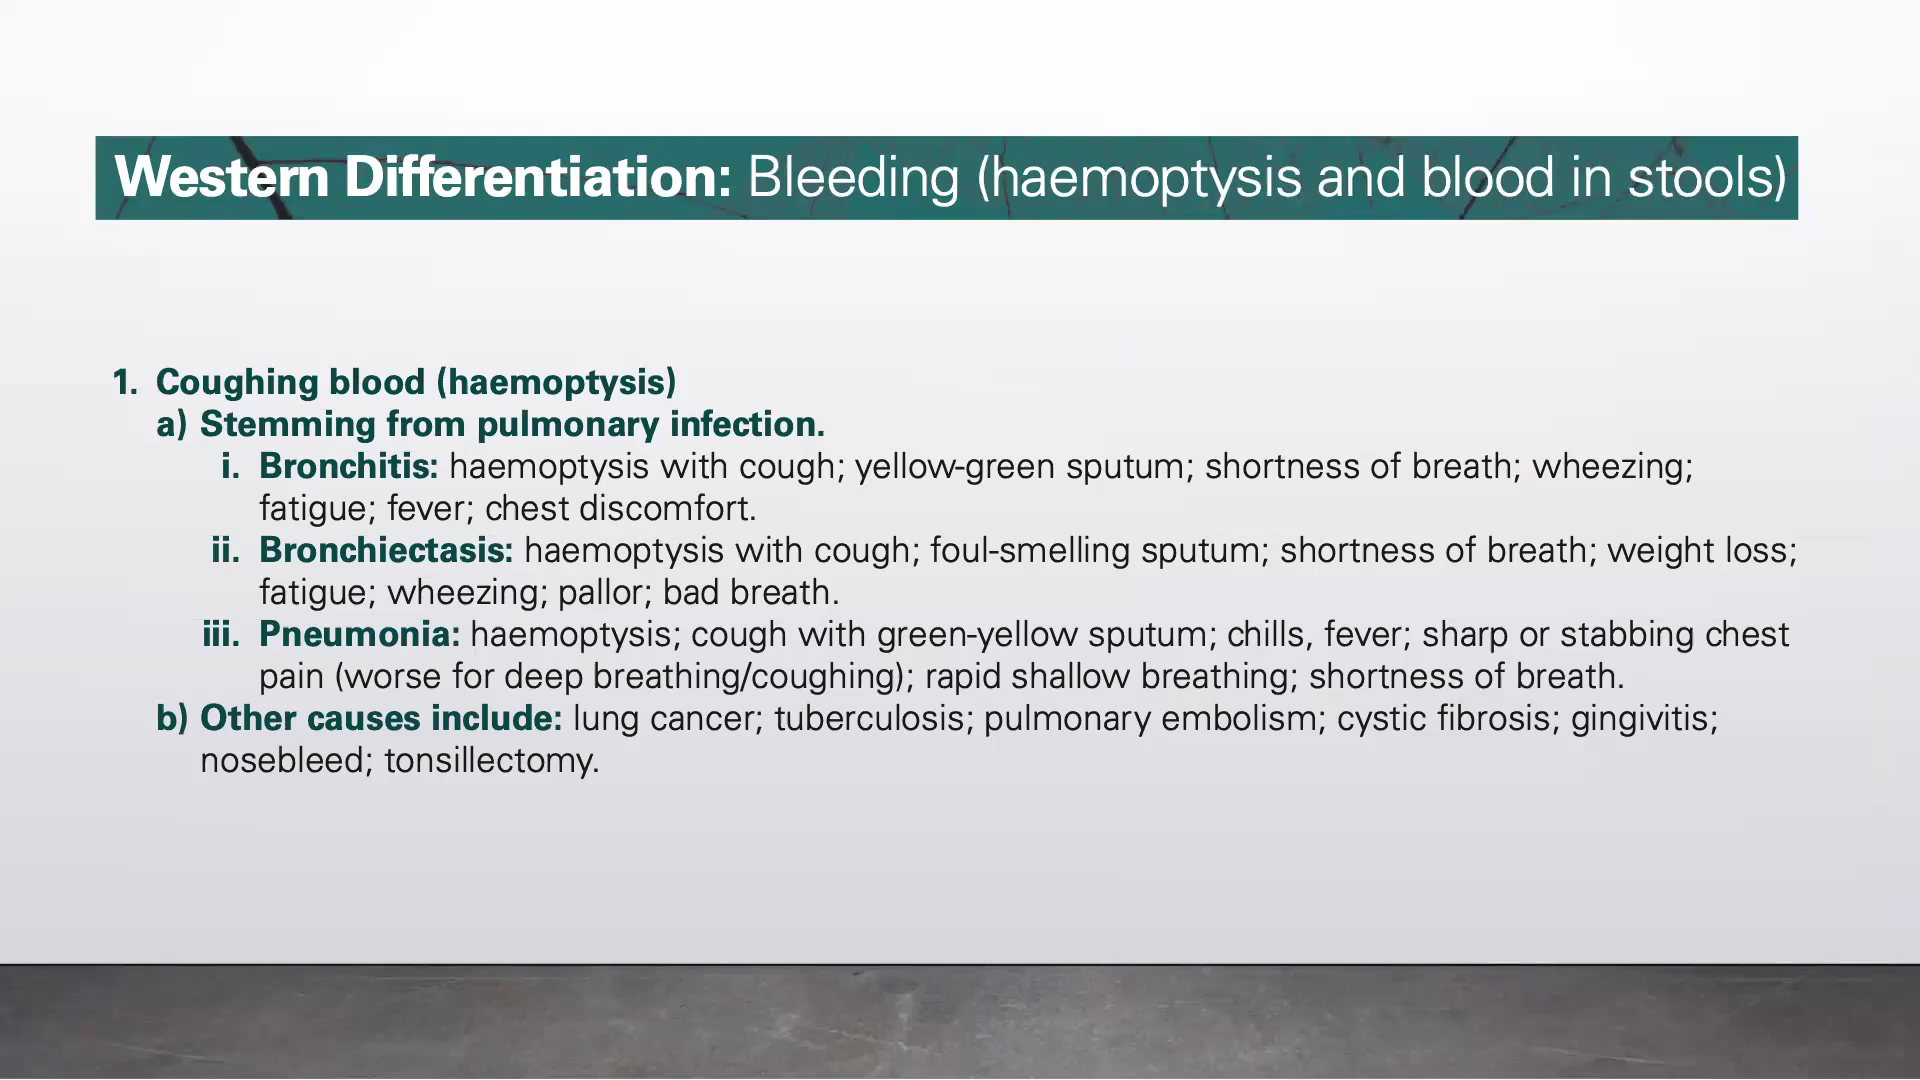 Western Differentiation: Bleeding (haemoptysis and blood in stools)
1. Coughing blood (haemoptysis)
a) Stemming from pulmonary infection.
i. Bronchitis: haemoptysis with cough; yellow-green sputum; shortness of breath; wheezing;
fatigue; fever; chest discomfort.
ii. Bronchiectasis: haemoptysis with cough; foul-smelling sputum; shortness of breath; weight loss;
fatigue; wheezing; pallor; bad breath.
iii. Pneumonia: haemoptysis; cough with green-yellow sputum; chills, fever; sharp or stabbing chest
pain (worse for deep breathing/coughing); rapid shallow breathing; shortness of breath.
b) Other causes include: lung cancer; tuberculosis; pulmonary embolism; cystic fibrosis; gingivitis;
nosebleed; tonsillectomy.